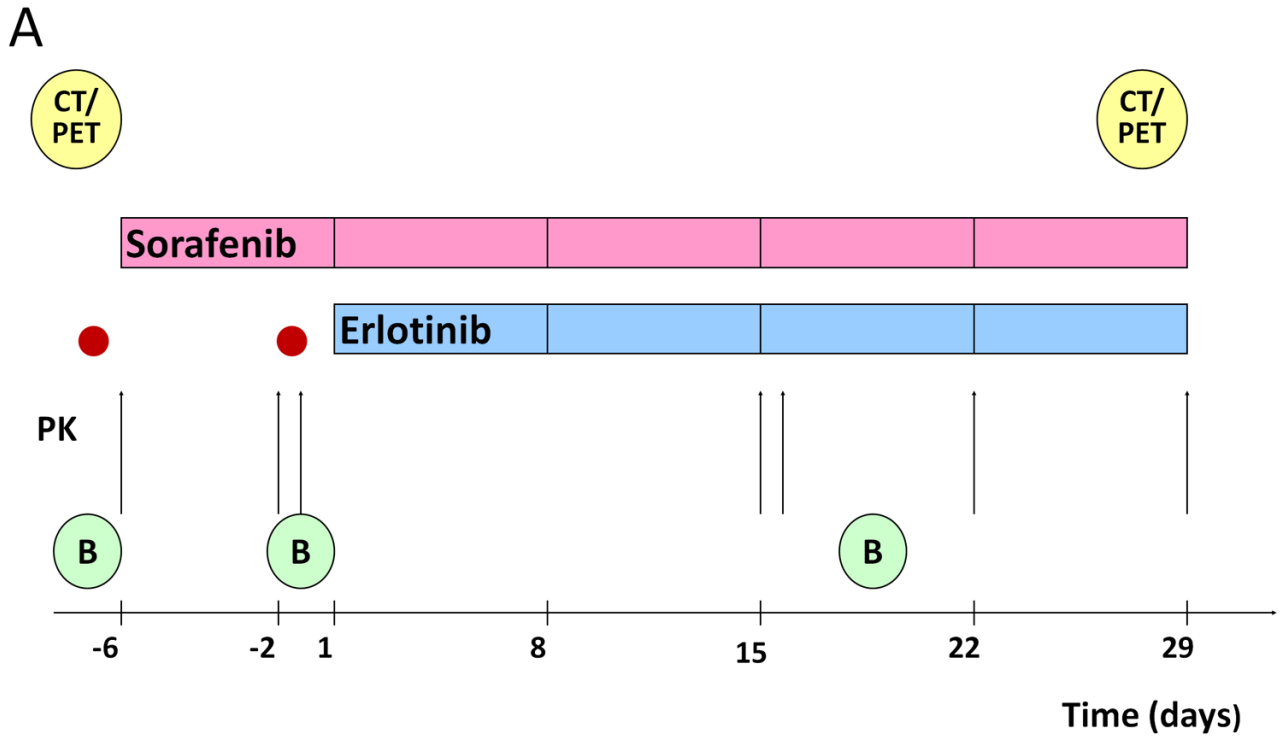 A
CT/
PET
CT/
PET
Sorafenib
Erlotinib
PK
B
B
B
-6
-2
1
8
15
22
29
Time (days)